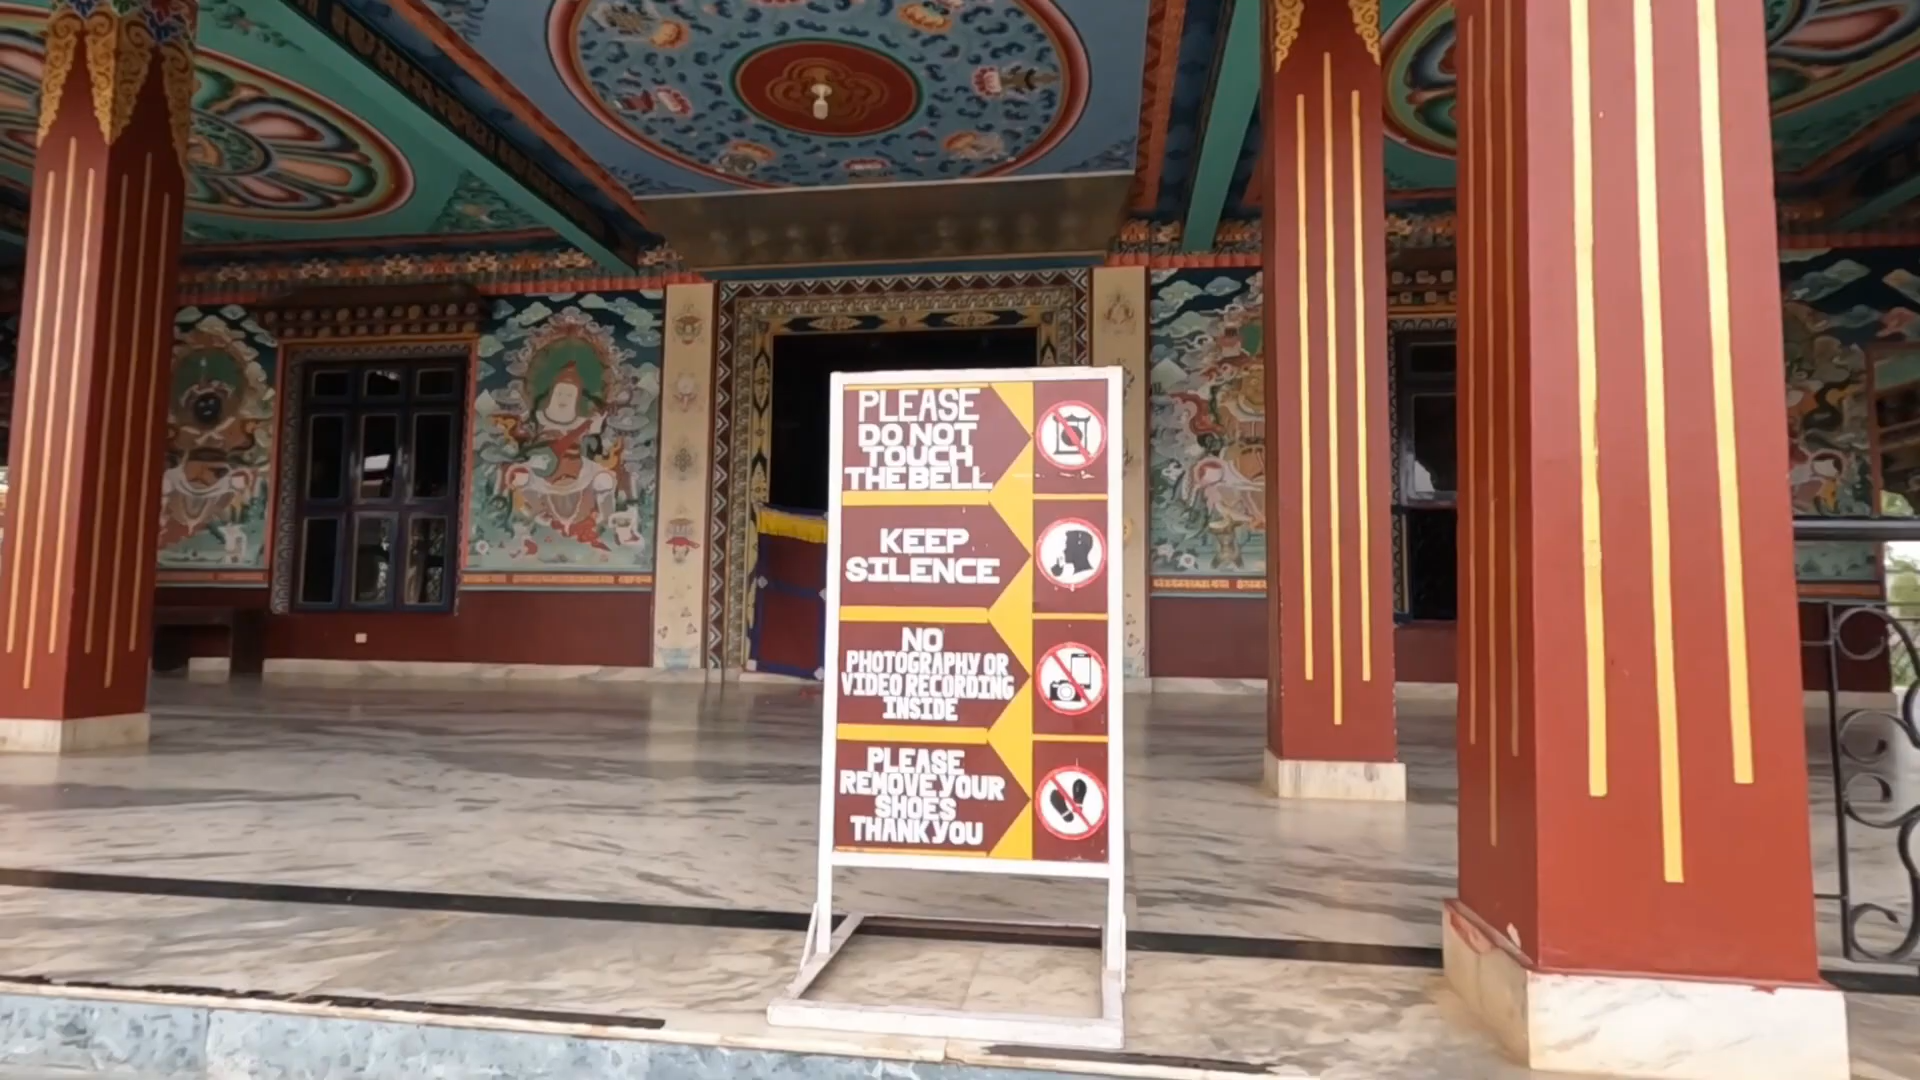 PLEASE
DO NOT
TOUCH
THE BELL
KEEP
SILENCE
NO
PHOTOGRAPHY OR
VIDEO RECORDING
INSIDE
PLEASE
REMOVE YOUR
SHOES
THANK YOU